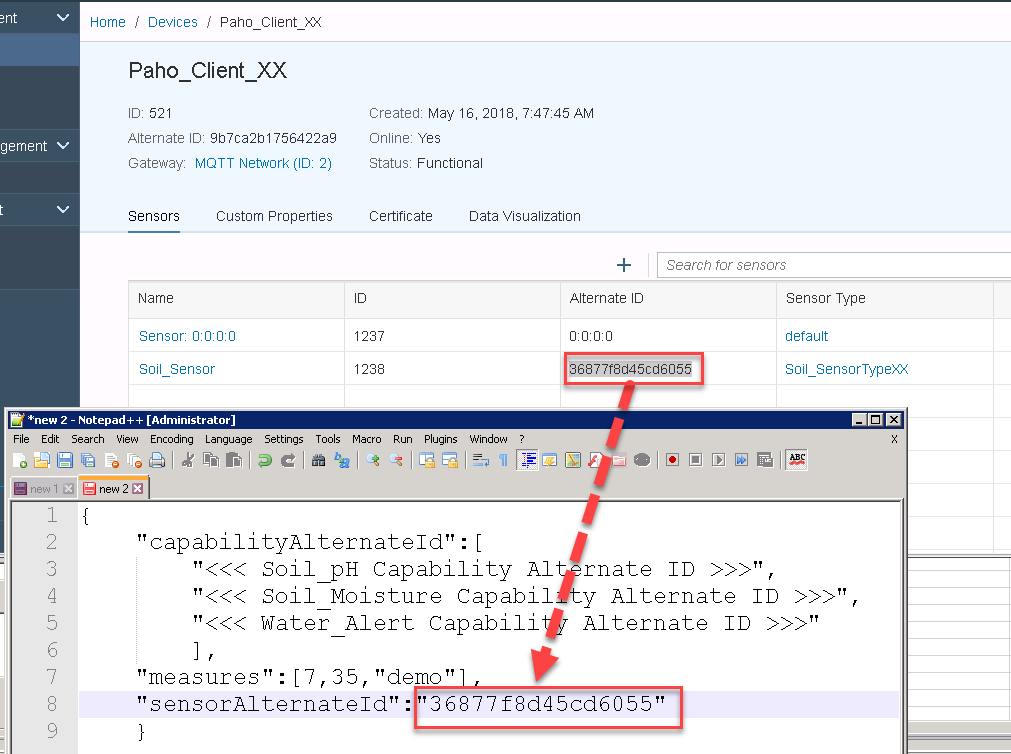 ent
Home / Devices / Paho_Client_XX
Paho_Client_XX
ID: 521 Created: May 16, 2018, 7:47:45 AM
Alternate ID: 9b7ca2b1756422a9 Online: Yes
gement
Gateway: MQTT Network (ID: 2) Status: Functional
t
Sensors Custom Properties Certificate Data Visualization
+ Search for sensors
Name ID Alternate ID Sensor Type
Sensor: 0:0:0:0 1237 0:0:0:0 default
Soil_Sensor 1238 36877f8d45cd6055 Soil_SensorTypeXX
*new 2 - Notepad++ [Administrator]
File Edit Search View Encoding Language Settings Tools Macro Run Plugins Window ? X
ABC
new 1 new 2
1 {
2 "capabilityAlternateId":[
3 "<<< Soil_pH Capability Alternate ID >>>",
4 "<<< Soil_Moisture Capability Alternate ID >>>",
5 "<<< Water_Alert Capability Alternate ID >>>"
6 ],
7 "measures":[7,35,"demo"],
8 "sensorAlternateId":"36877f8d45cd6055"
9 }